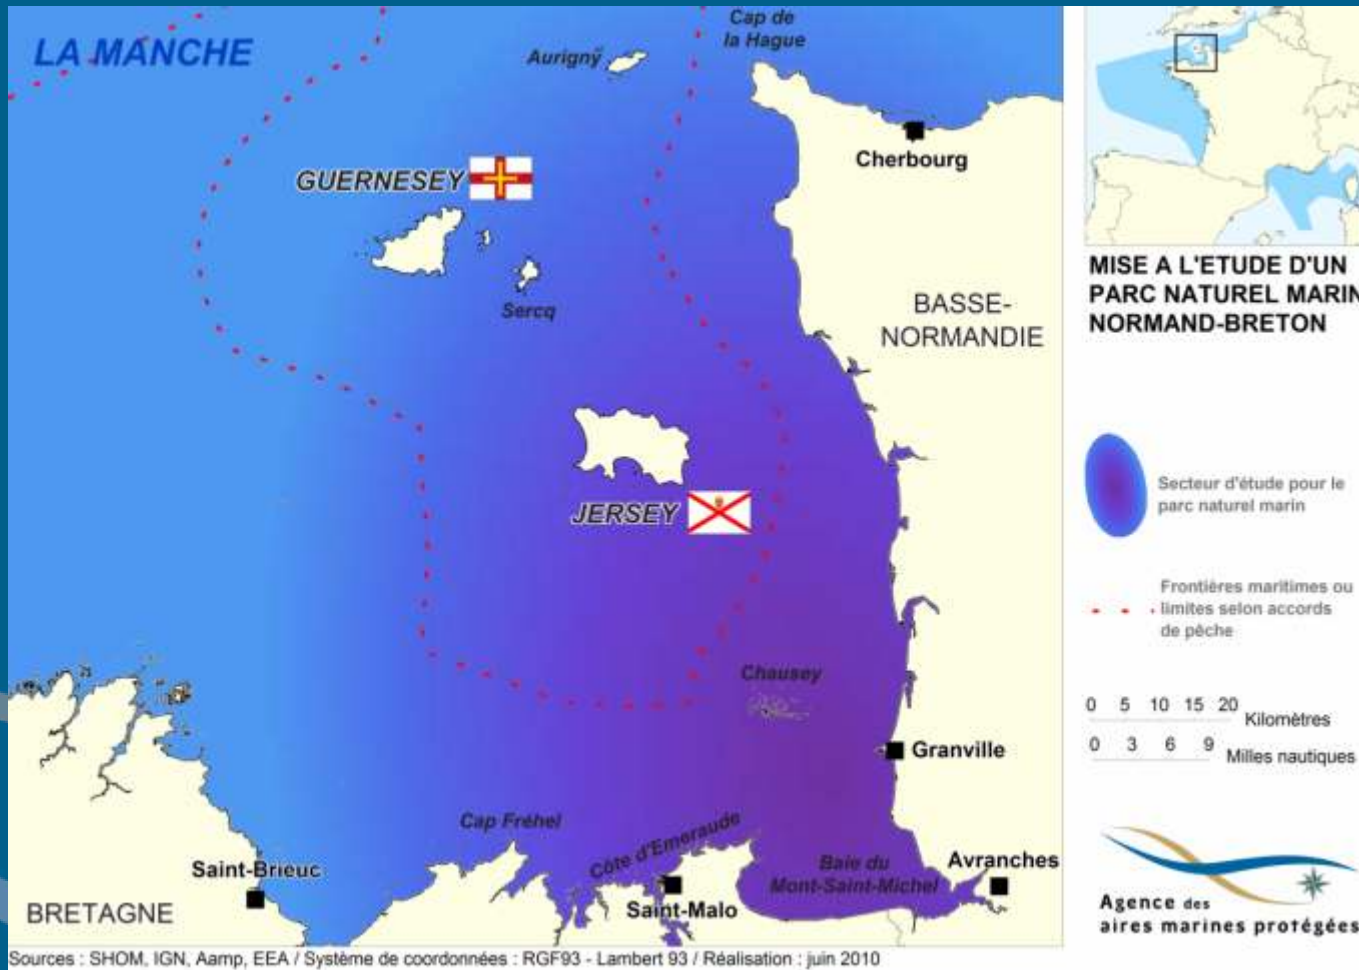 LA MANCHE
Cap de
la Hague
Aurigny
Cherbourg
GUERNESEY
Sercq
BASSE-
NORMANDIE
JERSEY
Chausey
Granville
Cap Fréhel
Côte d'Emeraude
Saint-Brieuc
Baie du
Mont-Saint-Michel
Avranches
Saint-Malo
BRETAGNE
MISE A L'ETUDE D'UN
PARC NATUREL MARIN
NORMAND-BRETON
Secteur d'étude pour le
parc naturel marin
Frontières maritimes ou
limites selon accords
de pêche
0 5 10 15 20
Kilomètres
0 3 6 9
Milles nautiques
Agence des
aires marines protégées
Sources : SHOM, IGN, Aamp, EEA / Système de coordonnées : RGF93 - Lambert 93 / Réalisation : juin 2010